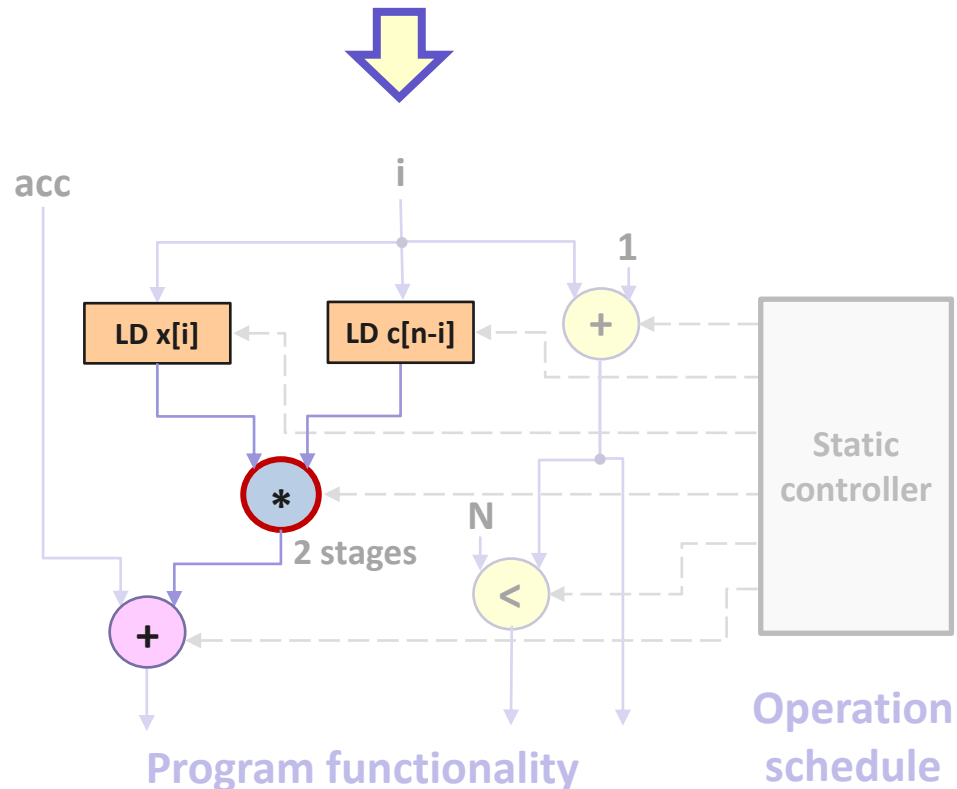 i
acc
1
+
LD x[i]
LD c[n-i]
Static
controller
*
N
2 stages
<
+
Operation
schedule
Program functionality